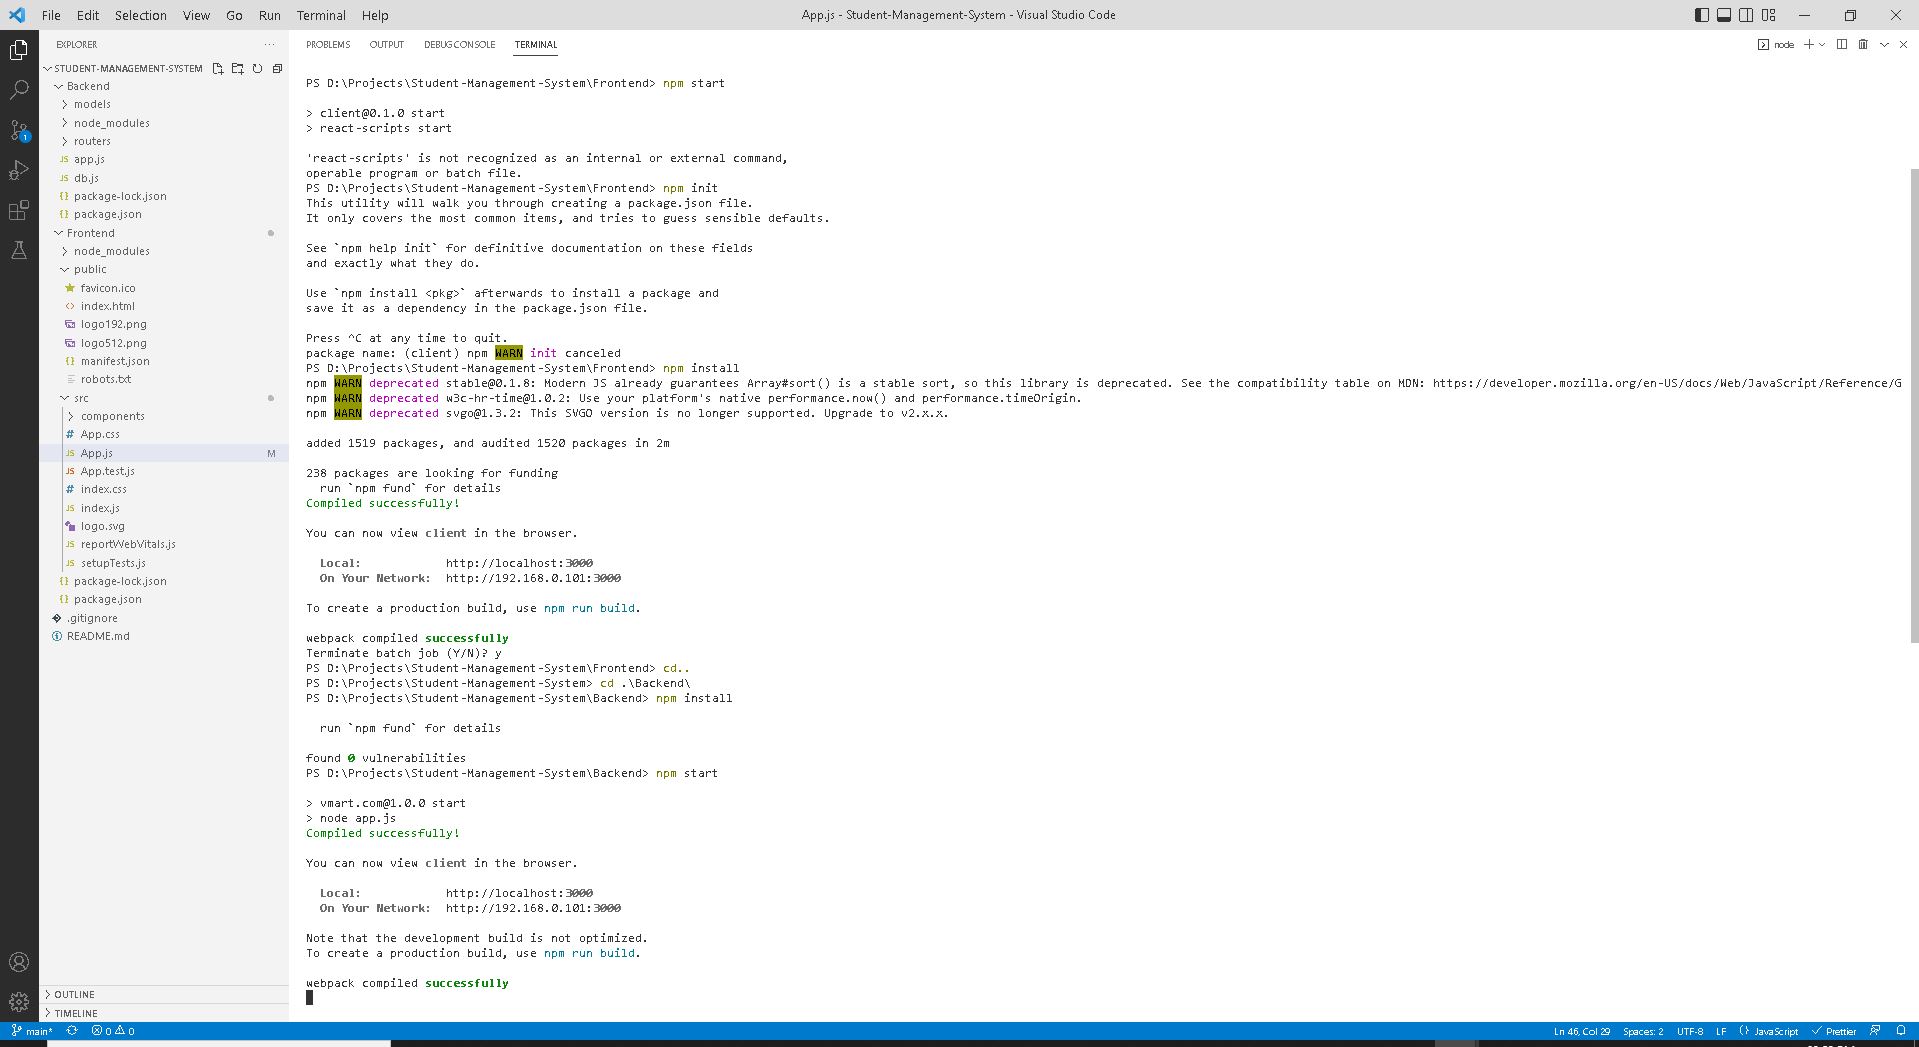 File Edit Selection View Go Run Terminal Help
App.js - Student-Management-System - Visual Studio Code
EXPLORER
STUDENT-MANAGEMENT-SYSTEM
Backend
models
node_modules
routers
JS app.js
JS db.js
{} package-lock.json
{} package.json
Frontend
node_modules
public
favicon.ico
<> index.html
logo192.png
logo512.png
{} manifest.json
robots.txt
src
components
# App.css
JS App.js M
JS App.test.js
# index.css
JS index.js
logo.svg
JS reportWebVitals.js
JS setupTests.js
{} package-lock.json
{} package.json
.gitignore
README.md
OUTLINE
TIMELINE
PROBLEMS OUTPUT DEBUG CONSOLE TERMINAL
node
PS D:\Projects\Student-Management-System\Frontend> npm start
> client@0.1.0 start
> react-scripts start
'react-scripts' is not recognized as an internal or external command,
operable program or batch file.
PS D:\Projects\Student-Management-System\Frontend> npm init
This utility will walk you through creating a package.json file.
It only covers the most common items, and tries to guess sensible defaults.
See `npm help init` for definitive documentation on these fields
and exactly what they do.
Use `npm install <pkg>` afterwards to install a package and
save it as a dependency in the package.json file.
Press ^C at any time to quit.
package name: (client) npm WARN init canceled
PS D:\Projects\Student-Management-System\Frontend> npm install
npm WARN deprecated stable@0.1.8: Modern JS already guarantees Array#sort() is a stable sort, so this library is deprecated. See the compatibility table on MDN: https://developer.mozilla.org/en-US/docs/Web/JavaScript/Reference/G
npm WARN deprecated w3c-hr-time@1.0.2: Use your platform's native performance.now() and performance.timeOrigin.
npm WARN deprecated svgo@1.3.2: This SVGO version is no longer supported. Upgrade to v2.x.x.
added 1519 packages, and audited 1520 packages in 2m
238 packages are looking for funding
run `npm fund` for details
Compiled successfully!
You can now view client in the browser.
Local: http://localhost:3000
On Your Network: http://192.168.0.101:3000
To create a production build, use npm run build.
webpack compiled successfully
Terminate batch job (Y/N)? y
PS D:\Projects\Student-Management-System\Frontend> cd..
PS D:\Projects\Student-Management-System> cd .\Backend\
PS D:\Projects\Student-Management-System\Backend> npm install
run `npm fund` for details
found 0 vulnerabilities
PS D:\Projects\Student-Management-System\Backend> npm start
> vmart.com@1.0.0 start
> node app.js
Compiled successfully!
You can now view client in the browser.
Local: http://localhost:3000
On Your Network: http://192.168.0.101:3000
Note that the development build is not optimized.
To create a production build, use npm run build.
webpack compiled successfully
main* 0 0
Ln 46, Col 29 Spaces: 2 UTF-8 LF {} JavaScript Prettier